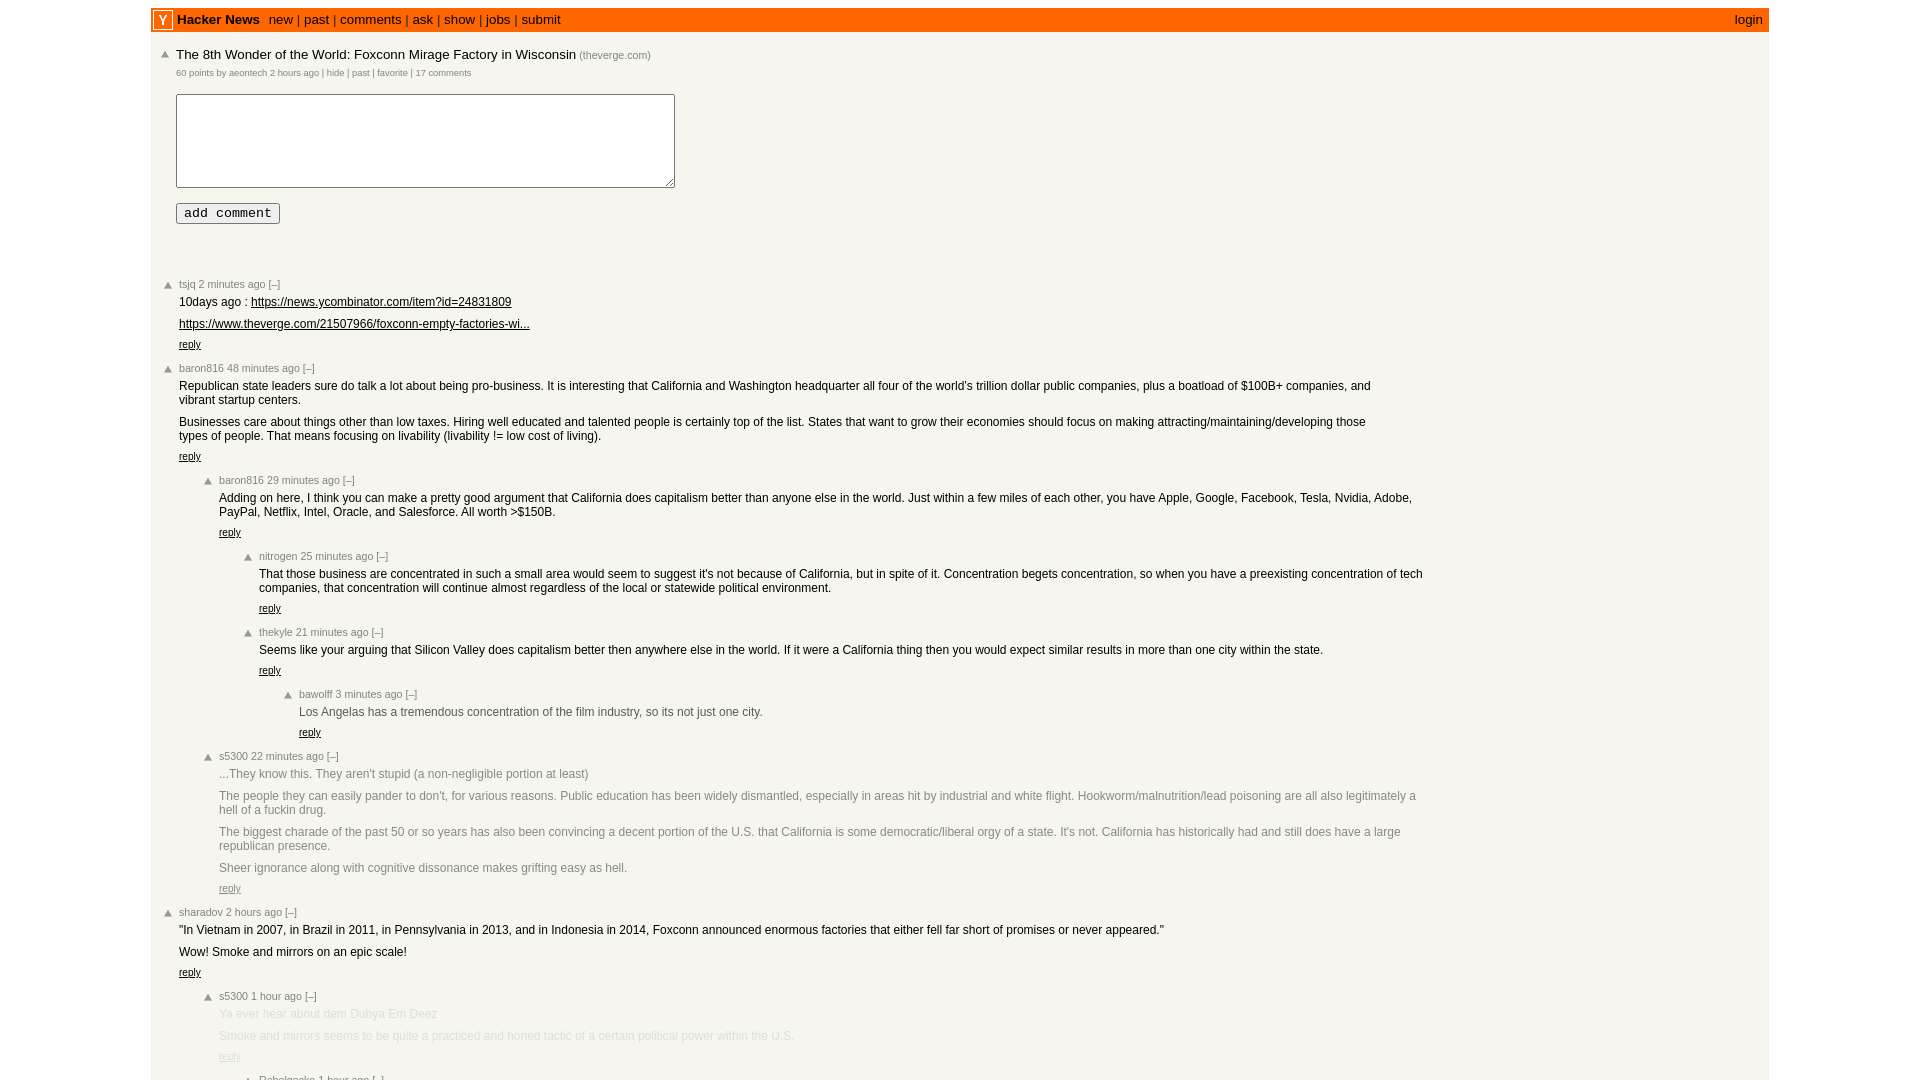 Y Hacker News new | past | comments | ask | show | jobs | submit login
The 8th Wonder of the World: Foxconn Mirage Factory in Wisconsin (theverge.com)
60 points by aeontech 2 hours ago | hide | past | favorite | 17 comments
add comment
tsjq 2 minutes ago [–]
10days ago : https://news.ycombinator.com/item?id=24831809
https://www.theverge.com/21507966/foxconn-empty-factories-wi...
reply
baron816 48 minutes ago [–]
Republican state leaders sure do talk a lot about being pro-business. It is interesting that California and Washington headquarter all four of the world's trillion dollar public companies, plus a boatload of $100B+ companies, and
vibrant startup centers.
Businesses care about things other than low taxes. Hiring well educated and talented people is certainly top of the list. States that want to grow their economies should focus on making attracting/maintaining/developing those
types of people. That means focusing on livability (livability != low cost of living).
reply
baron816 29 minutes ago [–]
Adding on here, I think you can make a pretty good argument that California does capitalism better than anyone else in the world. Just within a few miles of each other, you have Apple, Google, Facebook, Tesla, Nvidia, Adobe,
PayPal, Netflix, Intel, Oracle, and Salesforce. All worth >$150B.
reply
nitrogen 25 minutes ago [–]
That those business are concentrated in such a small area would seem to suggest it's not because of California, but in spite of it. Concentration begets concentration, so when you have a preexisting concentration of tech
companies, that concentration will continue almost regardless of the local or statewide political environment.
reply
thekyle 21 minutes ago [–]
Seems like your arguing that Silicon Valley does capitalism better then anywhere else in the world. If it were a California thing then you would expect similar results in more than one city within the state.
reply
bawolff 3 minutes ago [–]
Los Angelas has a tremendous concentration of the film industry, so its not just one city.
reply
s5300 22 minutes ago [–]
...They know this. They aren't stupid (a non-negligible portion at least)
The people they can easily pander to don't, for various reasons. Public education has been widely dismantled, especially in areas hit by industrial and white flight. Hookworm/malnutrition/lead poisoning are all also legitimately a
hell of a fuckin drug.
The biggest charade of the past 50 or so years has also been convincing a decent portion of the U.S. that California is some democratic/liberal orgy of a state. It's not. California has historically had and still does have a large
republican presence.
Sheer ignorance along with cognitive dissonance makes grifting easy as hell.
reply
sharadov 2 hours ago [–]
"In Vietnam in 2007, in Brazil in 2011, in Pennsylvania in 2013, and in Indonesia in 2014, Foxconn announced enormous factories that either fell far short of promises or never appeared."
Wow! Smoke and mirrors on an epic scale!
reply
s5300 1 hour ago [–]
Ya ever hear about dem Dubya Em Deez
Smoke and mirrors seems to be quite a practiced and honed tactic of a certain political power within the U.S.
reply
1 hour ago [–]